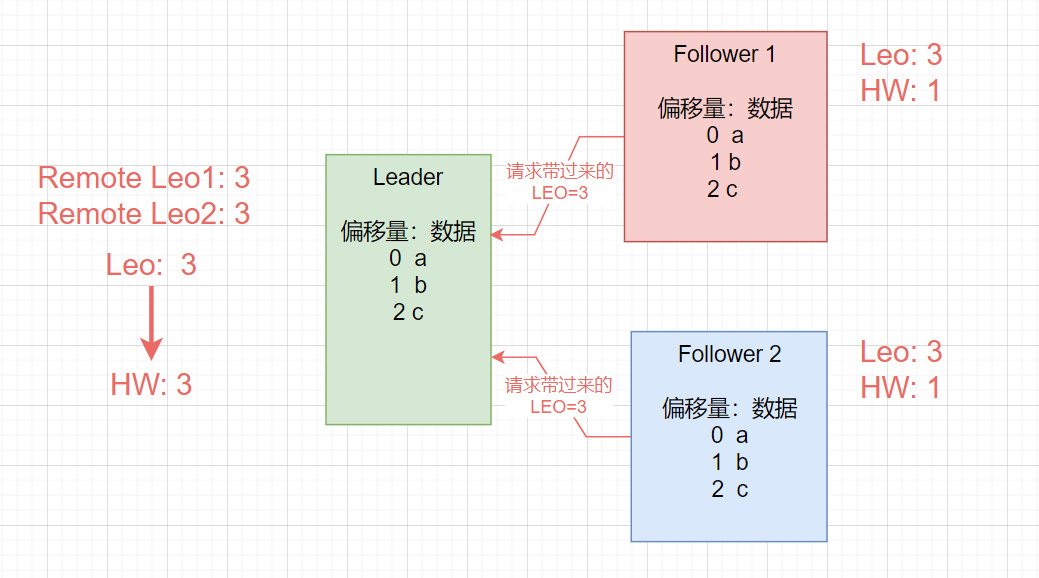 Remote Leo1: 3
Remote Leo2: 3
Leo: 3
HW: 3
Leader
偏移量：数据
0 a
1 b
2 c
请求带过来的
LEO=3
请求带过来的
LEO=3
Follower 1
偏移量：数据
0 a
1 b
2 c
Leo: 3
HW: 1
Follower 2
偏移量：数据
0 a
1 b
2 c
Leo: 3
HW: 1